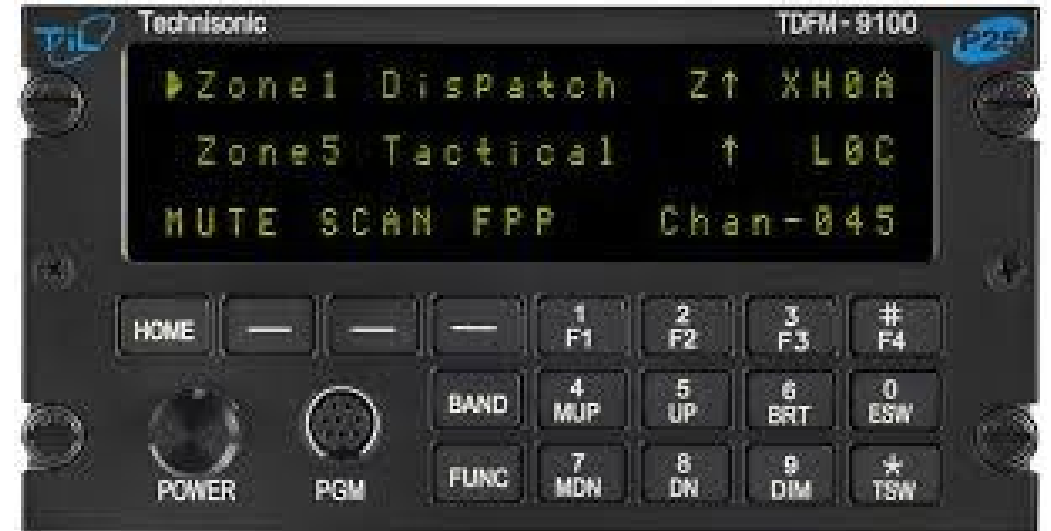 TiL Technisonic TDFM-9100 P25
Zone1 Dispatch Z↑ XH0A
Zone5 Tactical ↑ L0C
MUTE SCAN FPP Chan-045
HOME — — — 1 F1 2 F2 3 F3 # F4
BAND 4 MUP 5 UP 6 BRT 0 ESW
POWER PGM FUNC 7 MDN 8 DN 9 DIM * TSW